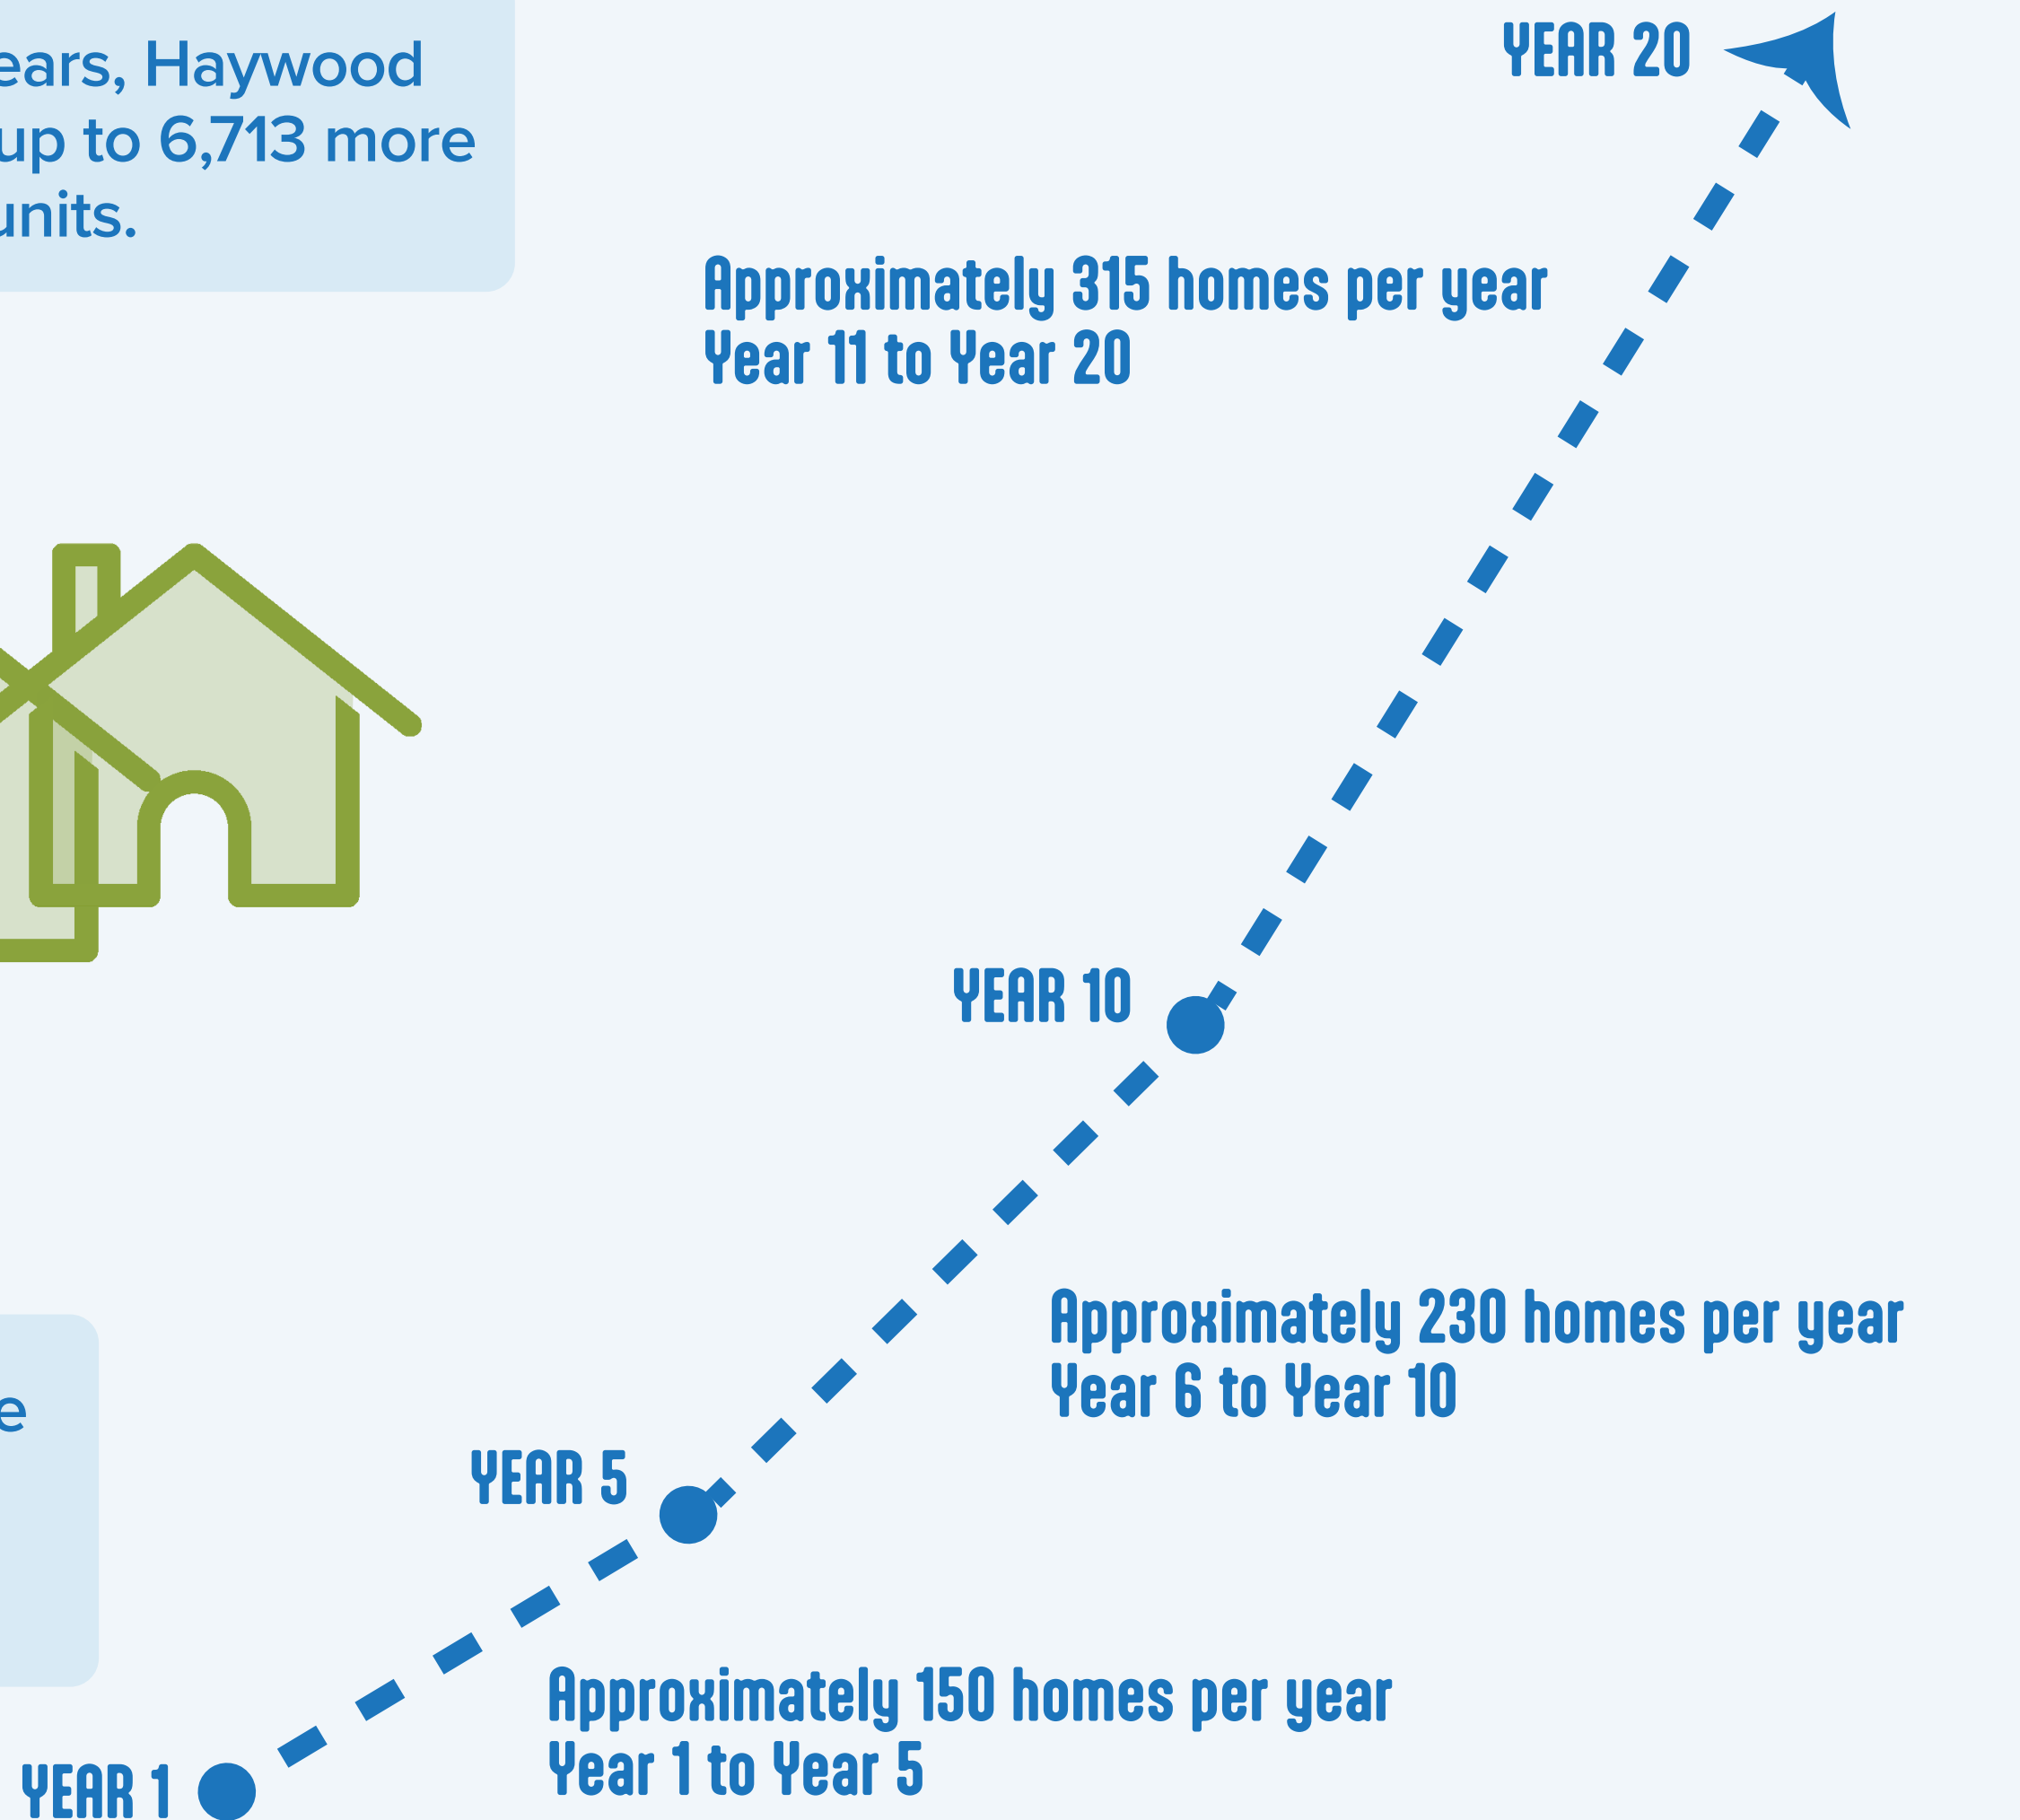 ears, Haywood
up to 6,713 more
units.
YEAR 20
Approximately 315 homes per year
Year 11 to Year 20
YEAR 10
Approximately 230 homes per year
Year 6 to Year 10
e
YEAR 5
Approximately 150 homes per year
Year 1 to Year 5
YEAR 1